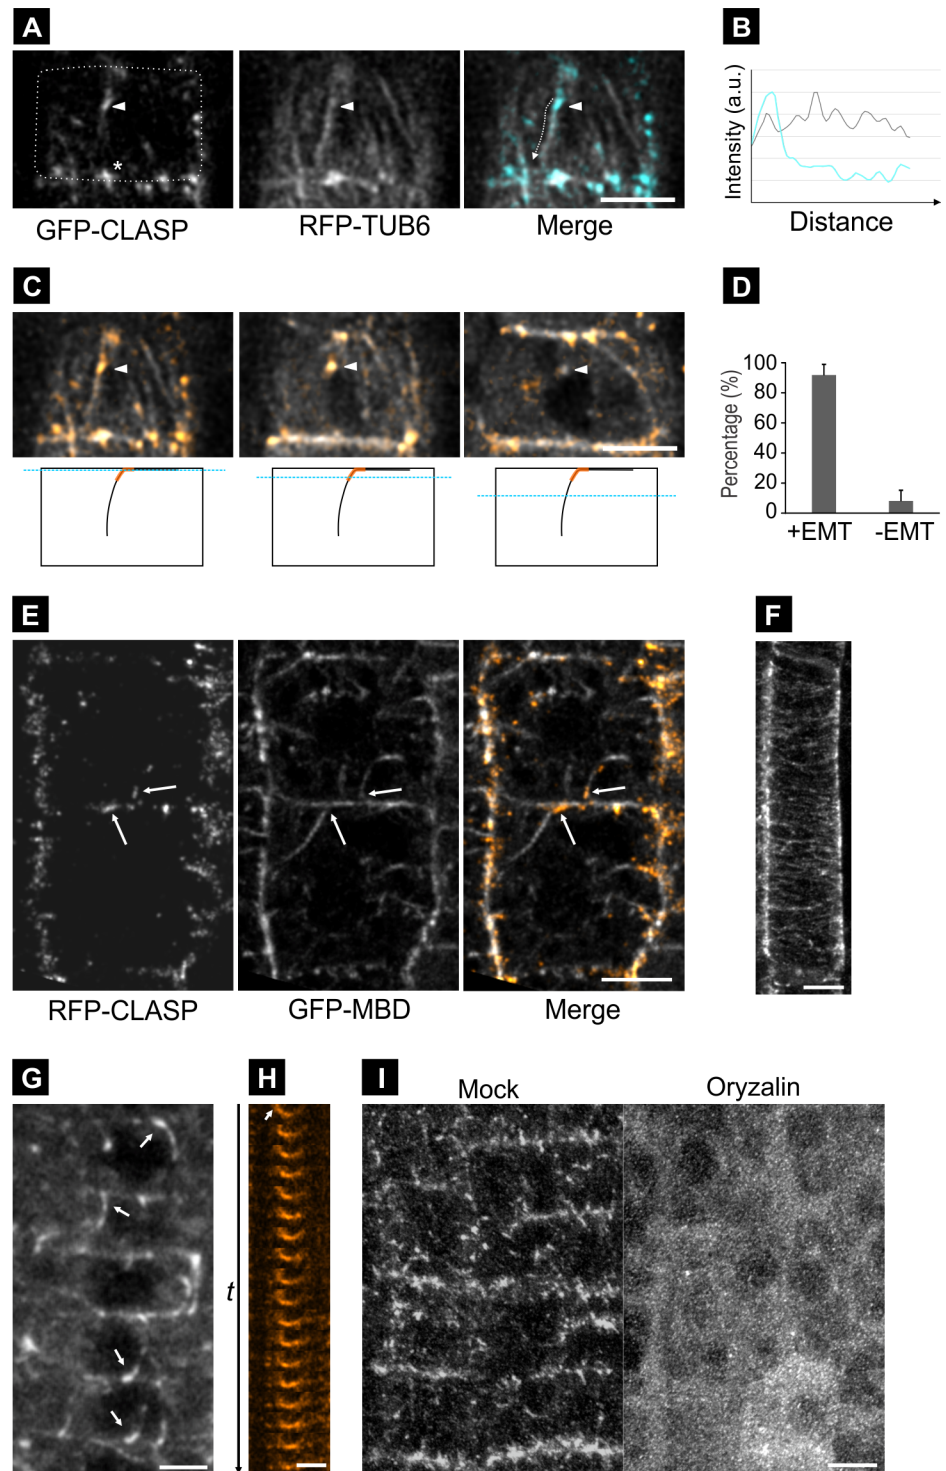 A
B
GFP-CLASP
RFP-TUB6
Merge
*
Intensity (a.u.)
Distance
C
D
Percentage (%)
100
80
60
40
20
0
+EMT
-EMT
E
F
RFP-CLASP
GFP-MBD
Merge
G
H
I
Mock
Oryzalin
t